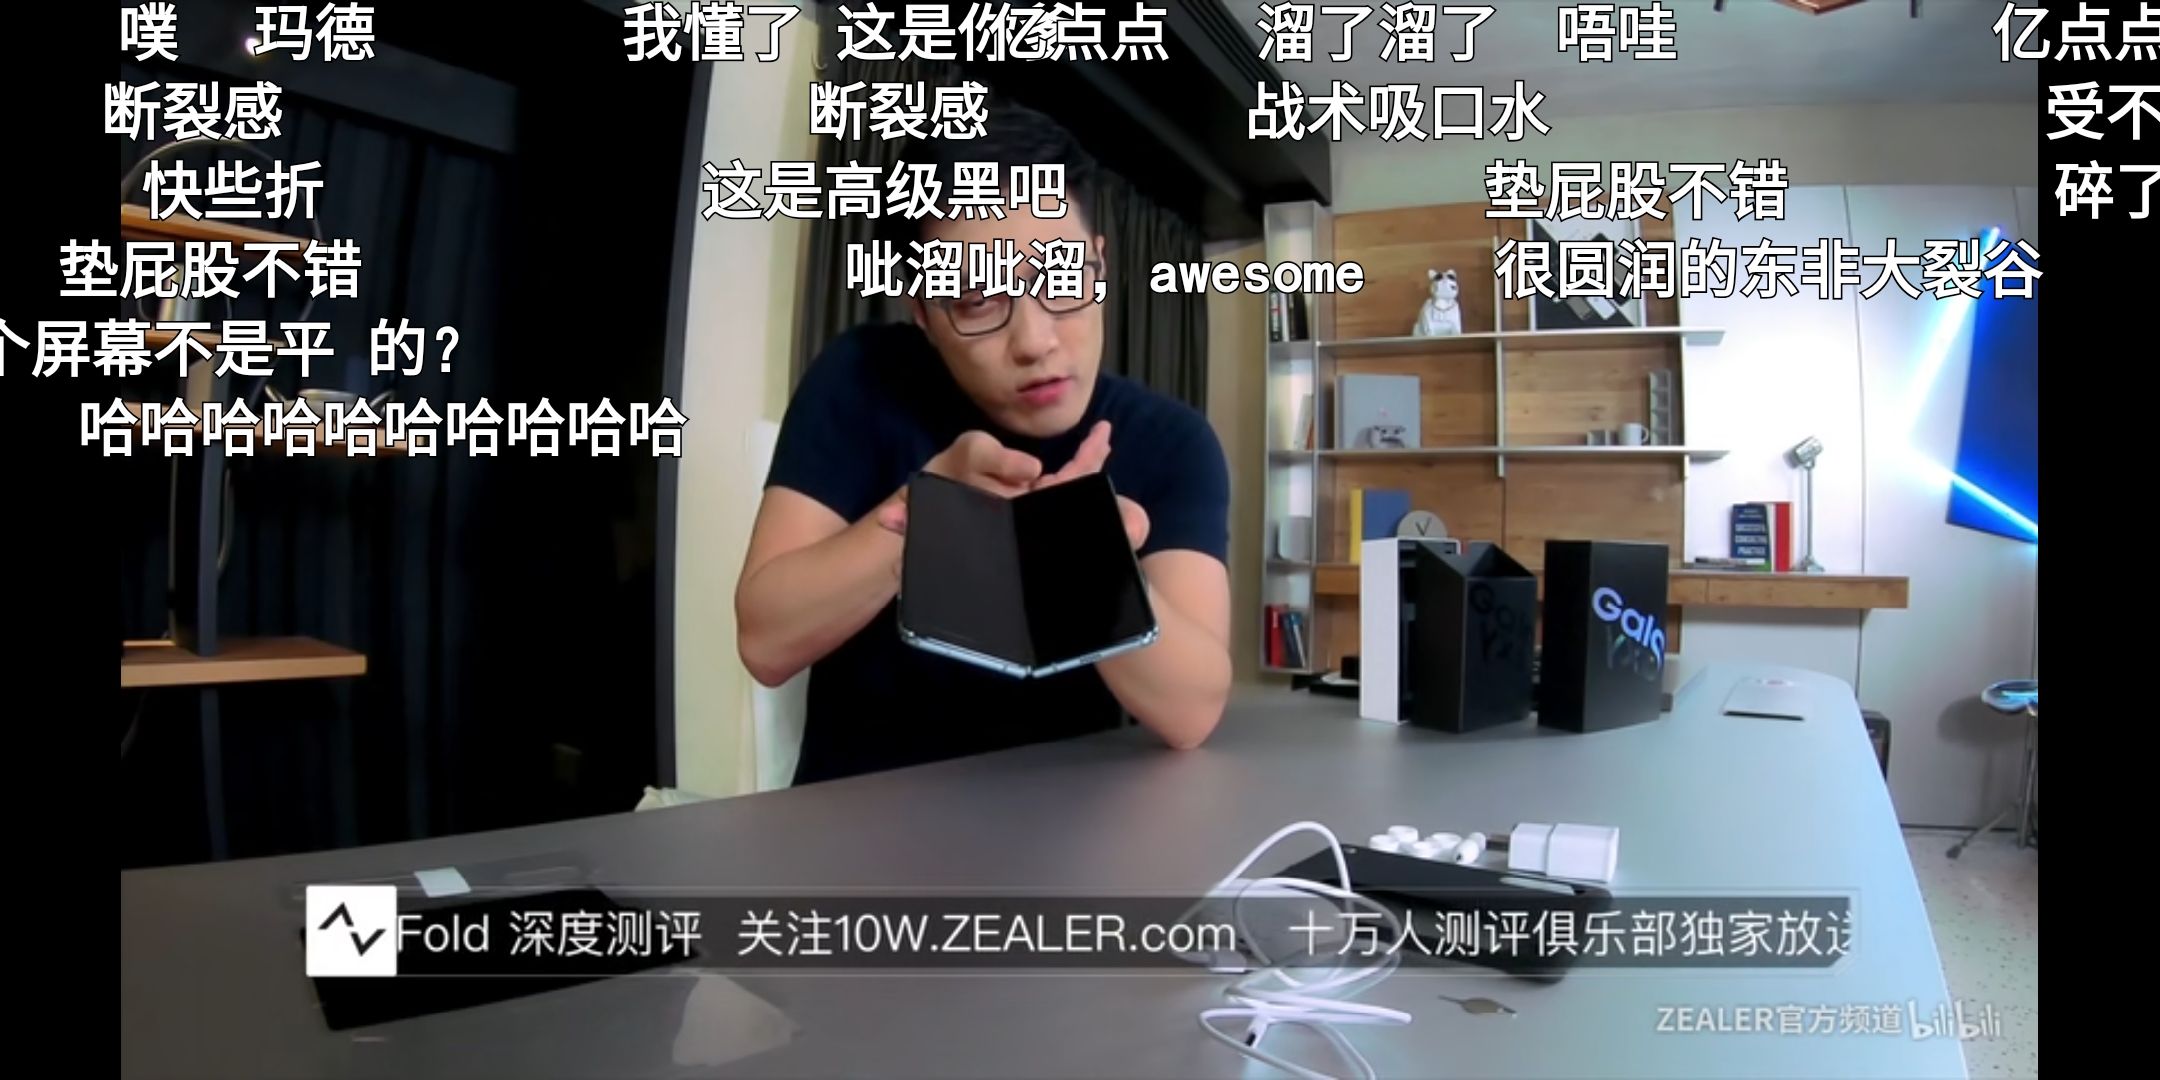 噗 玛德 我懂了 这是你爹 亿点点 溜了溜了 唔哇 亿点点
断裂感 断裂感 战术吸口水 受不
快些折 这是高级黑吧 垫屁股不错 碎了
垫屁股不错 呲溜呲溜，awesome 很圆润的东非大裂谷
个屏幕不是平 的？
哈哈哈哈哈哈哈哈哈哈
Gala
Fold 深度测评 关注10W.ZEALER.com 十万人测评俱乐部独家放送
ZEALER官方频道 bilibili